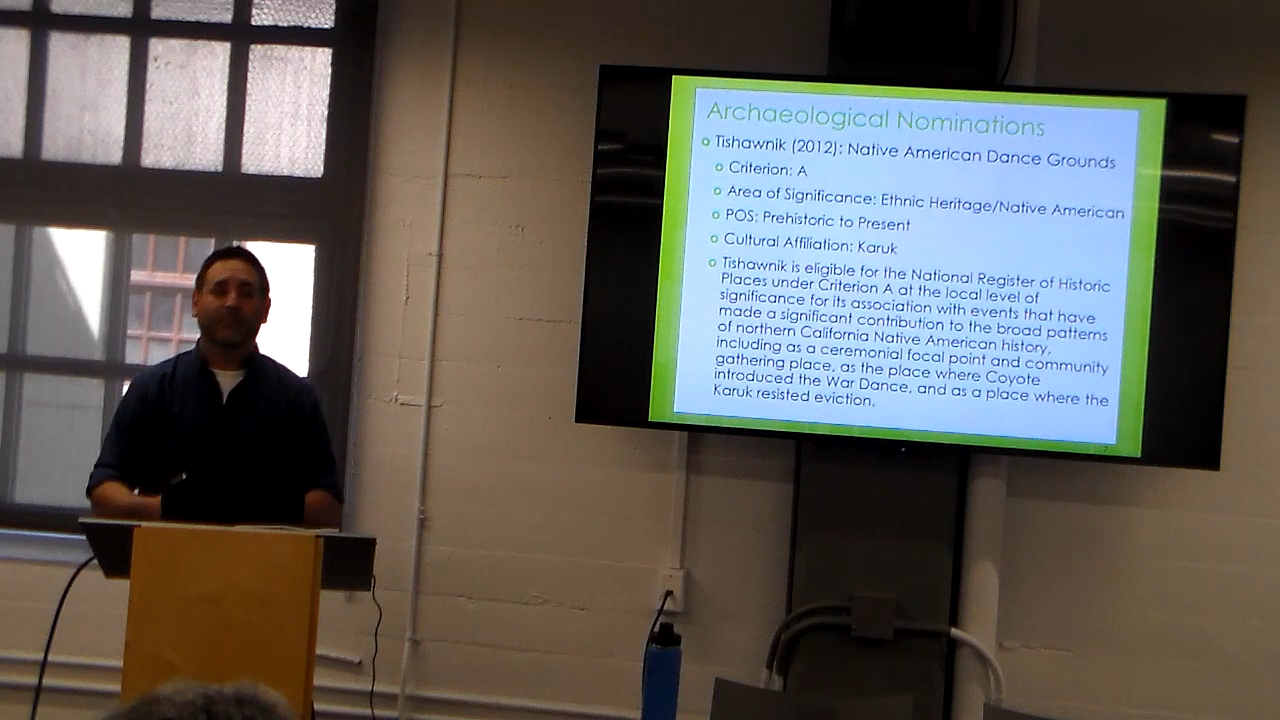 Archaeological Nominations
Tishawnik (2012): Native American Dance Grounds
Criterion: A
Area of Significance: Ethnic Heritage/Native American
POS: Prehistoric to Present
Cultural Affiliation: Karuk
Tishawnik is eligible for the National Register of Historic
Places under Criterion A at the local level of
significance for its association with events that have
made a significant contribution to the broad patterns
of northern California Native American history,
including as a ceremonial focal point and community
gathering place, as the place where Coyote
introduced the War Dance, and as a place where the
Karuk resisted eviction.